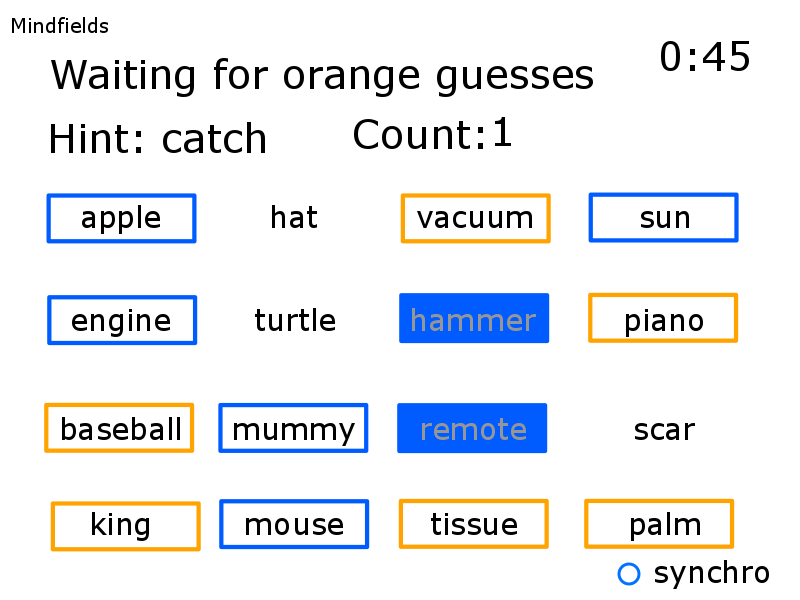 Mindfields
Waiting for orange guesses 0:45
Hint: catch Count:1
apple hat vacuum sun
engine turtle hammer piano
baseball mummy remote scar
king mouse tissue palm
synchro